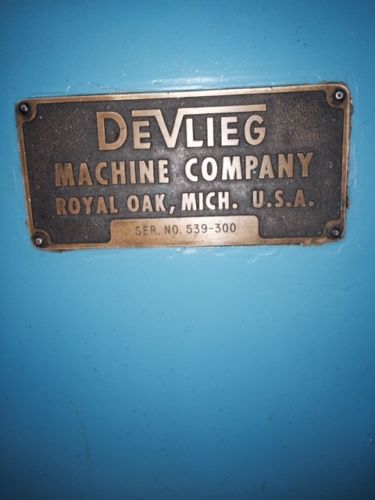 DEVLIEG
MACHINE COMPANY
ROYAL OAK, MICH. U.S.A.
SER. NO. 539-300